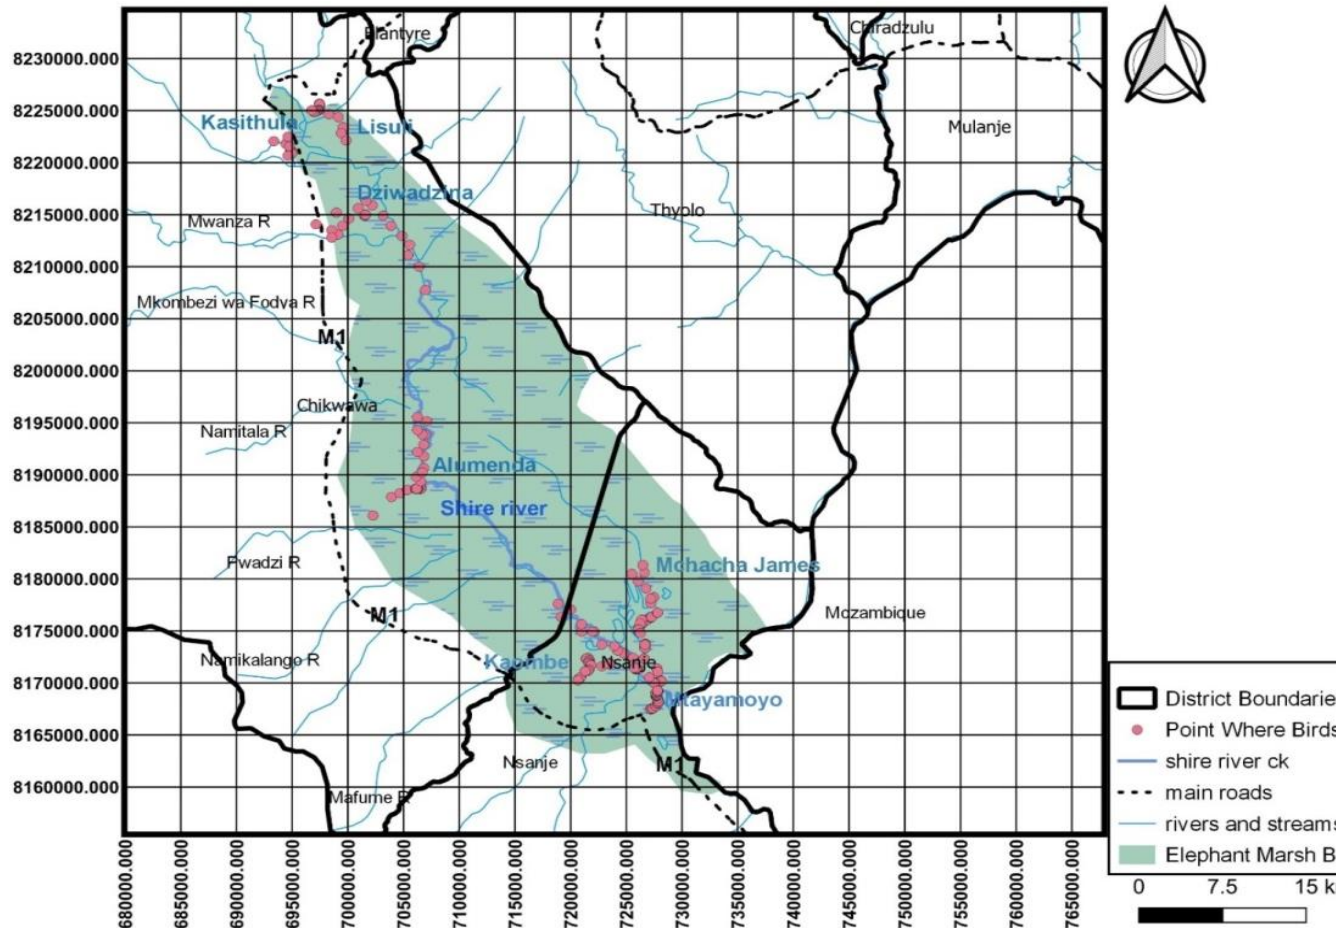 8230000.000
8225000.000
8220000.000
8215000.000
8210000.000
8205000.000
8200000.000
8195000.000
8190000.000
8185000.000
8180000.000
8175000.000
8170000.000
8165000.000
8160000.000
Blantyre
Chiradzulu
Kasithula
Lisuli
Mulanje
Dziwadzina
Mwanza R
Thyolo
Mkombezi wa Fodya R
M1
Chikwawa
Namitala R
Alumenda
Shire river
Pwadzi R
Mchacha James
M1
Mozambique
Namikalango R
Kaombe
Nsanje
Mtayamoyo
Nsanje
M1
Mafume R
680000.000
685000.000
690000.000
695000.000
700000.000
705000.000
710000.000
715000.000
720000.000
725000.000
730000.000
735000.000
740000.000
745000.000
750000.000
755000.000
760000.000
765000.000
District Boundarie
Point Where Birds
shire river ck
main roads
rivers and streams
Elephant Marsh B
0 7.5 15 k